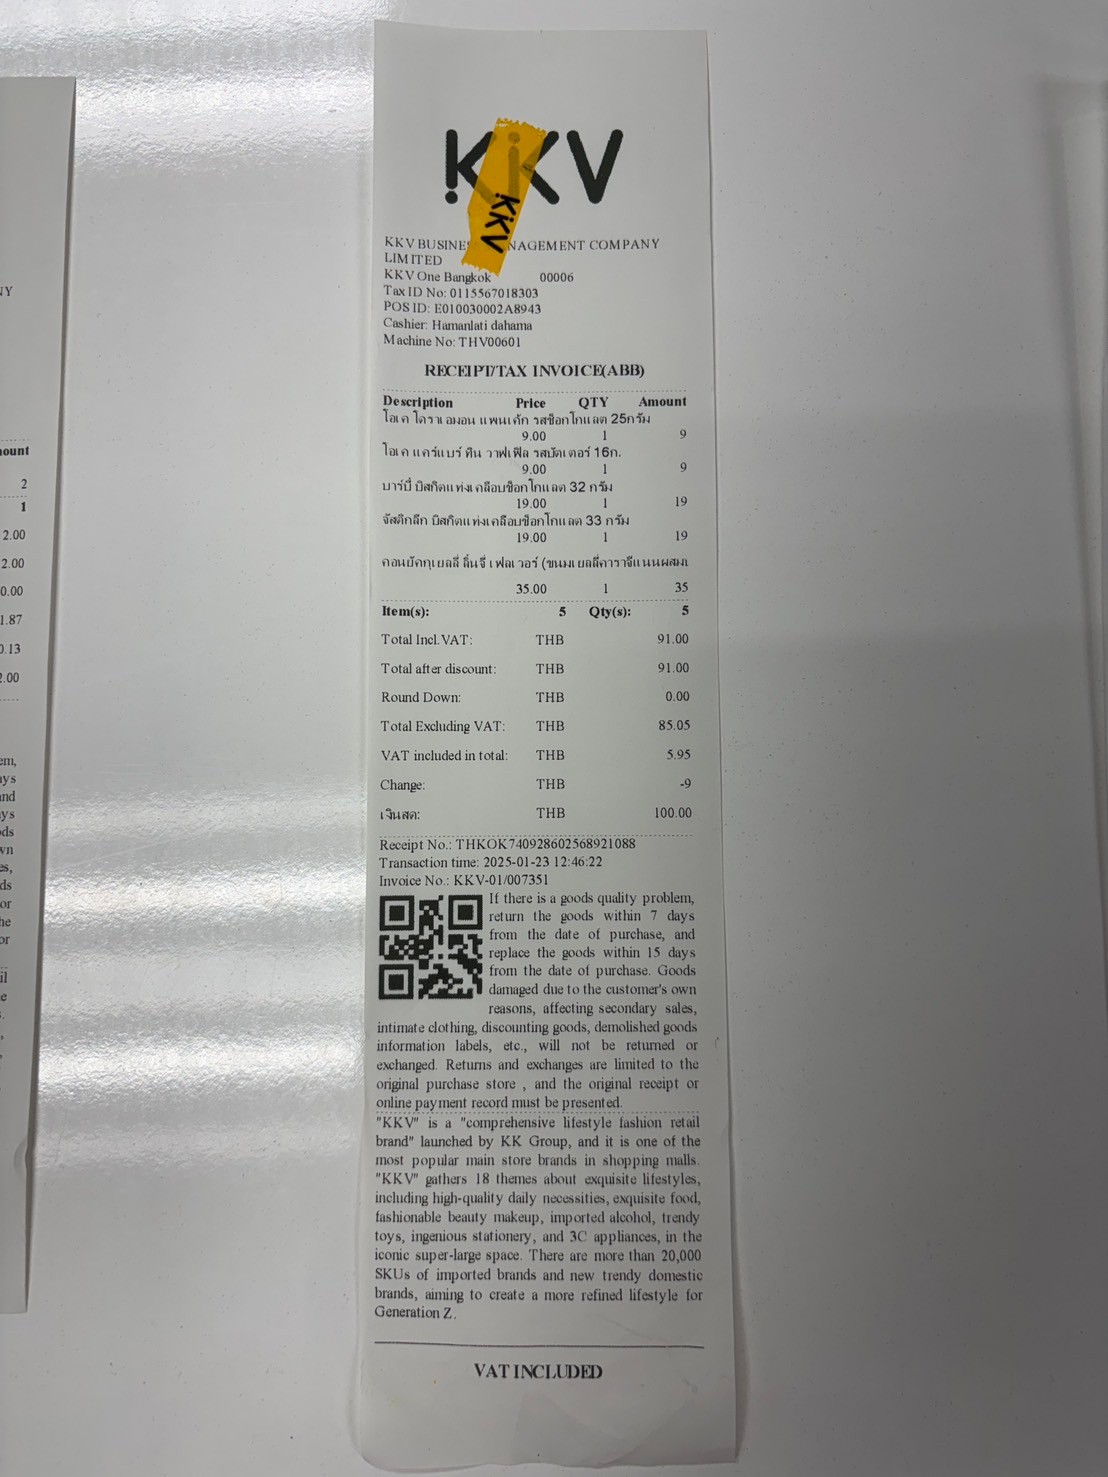 KKV
KKV
KKV BUSINE NAGEMENT COMPANY
LIMITED
KKV One Bangkok 00006
Tax ID No: 0115567018303
POS ID: E010030002A8943
Cashier: Hamanlati dahama
Machine No: THV00601
RECEIPT/TAX INVOICE(ABB)
Description Price QTY Amount
โอเค โดราเอมอน แพนเค้ก รสช็อกโกแลต 25กรัม
9.00 1 9
โอเค แคร์แบร์ ทิน วาฟเฟิล รสบัตเตอร์ 16ก.
9.00 1 9
บาร์บี้ บิสกิตแท่งเคลือบช็อกโกแลต 32 กรัม
19.00 1 19
จัสติกลีก บิสกิตแท่งเคลือบช็อกโกแลต 33 กรัม
19.00 1 19
คอนยัคกุเยลลี่ ลิ้นจี่ เฟลเวอร์ (ขนมเยลลี่คาราจีแนนผสมเ
35.00 1 35
Item(s): 5 Qty(s): 5
Total Incl.VAT: THB 91.00
Total after discount: THB 91.00
Round Down: THB 0.00
Total Excluding VAT: THB 85.05
VAT included in total: THB 5.95
Change: THB -9
เงินสด: THB 100.00
Receipt No.: THKOK740928602568921088
Transaction time: 2025-01-23 12:46:22
Invoice No.: KKV-01/007351
If there is a goods quality problem,
return the goods within 7 days
from the date of purchase, and
replace the goods within 15 days
from the date of purchase. Goods
damaged due to the customer's own
reasons, affecting secondary sales,
intimate clothing, discounting goods, demolished goods
information labels, etc., will not be returned or
exchanged. Returns and exchanges are limited to the
original purchase store , and the original receipt or
online payment record must be presented.
"KKV" is a "comprehensive lifestyle fashion retail
brand" launched by KK Group, and it is one of the
most popular main store brands in shopping malls.
"KKV" gathers 18 themes about exquisite lifestyles,
including high-quality daily necessities, exquisite food,
fashionable beauty makeup, imported alcohol, trendy
toys, ingenious stationery, and 3C appliances, in the
iconic super-large space. There are more than 20,000
SKUs of imported brands and new trendy domestic
brands, aiming to create a more refined lifestyle for
Generation Z.
VAT INCLUDED